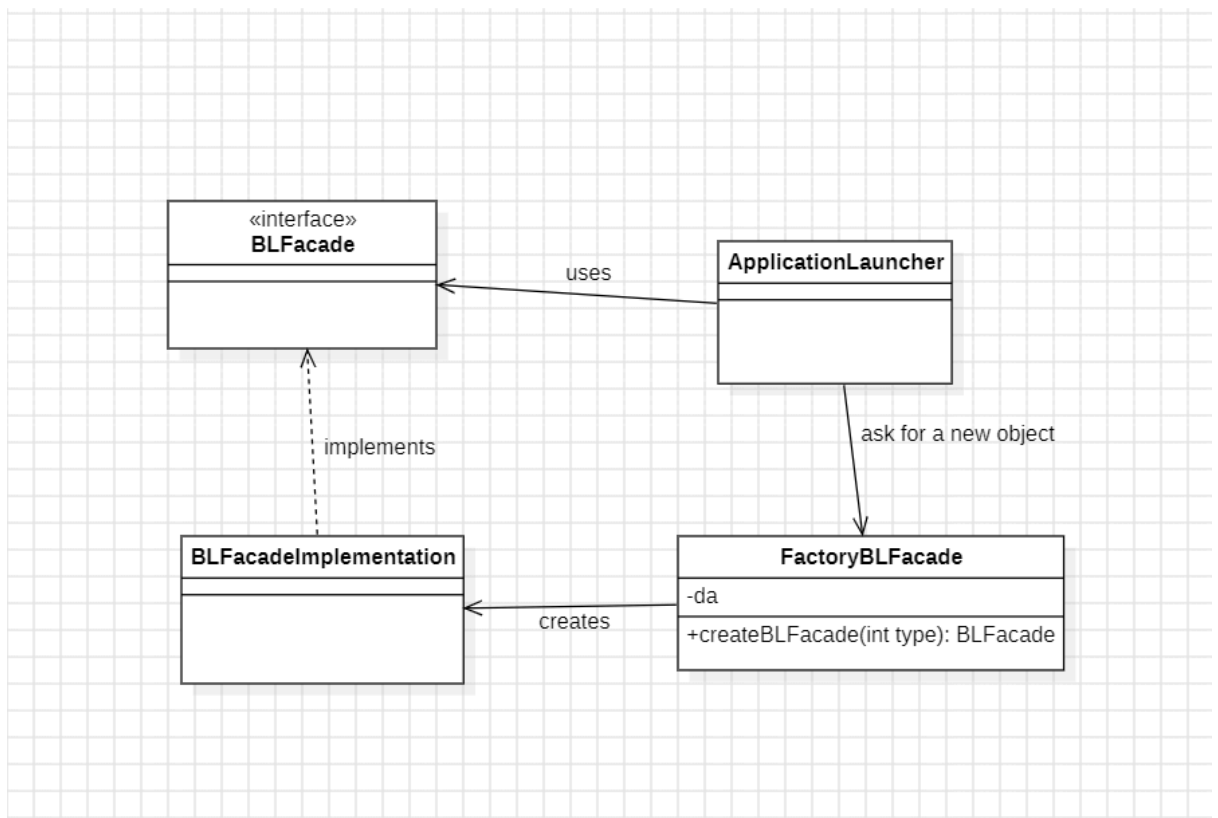 «interface»
BLFacade
ApplicationLauncher
uses
ask for a new object
implements
BLFacadeImplementation
FactoryBLFacade
-da
+createBLFacade(int type): BLFacade
creates